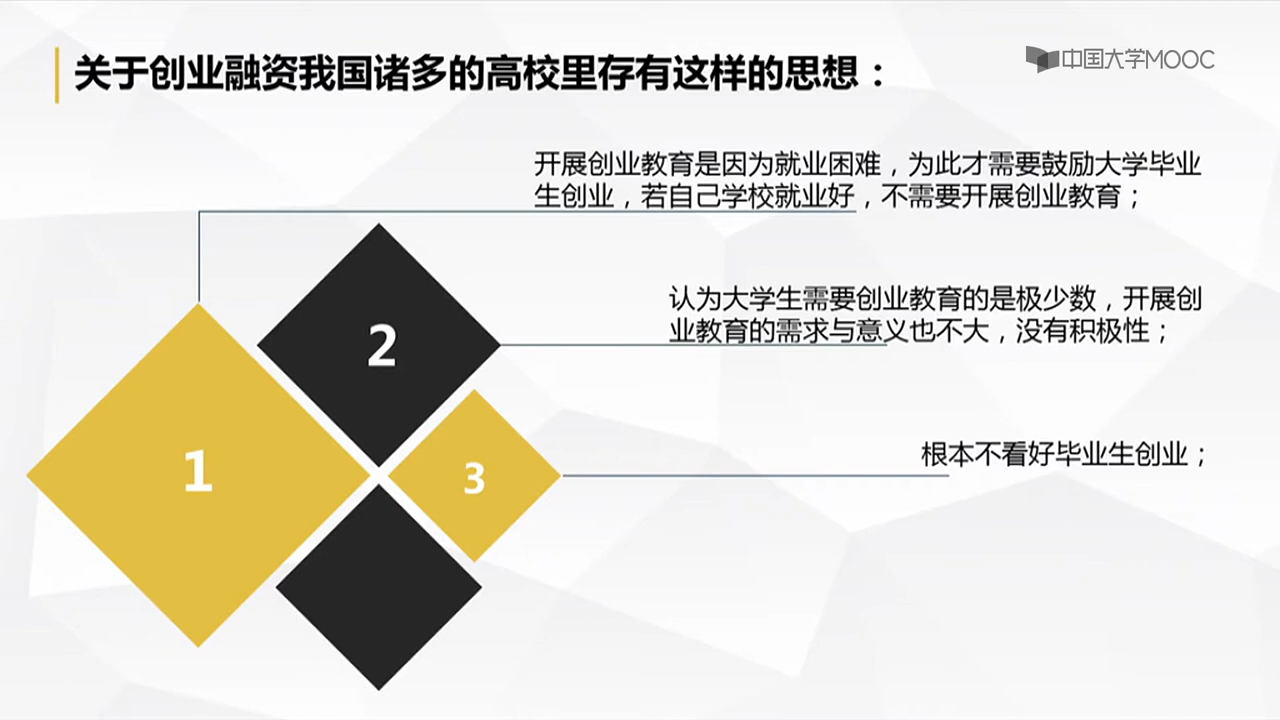 关于创业融资我国诸多的高校里存有这样的思想：
中国大学MOOC
开展创业教育是因为就业困难，为此才需要鼓励大学毕业
生创业，若自己学校就业好，不需要开展创业教育；
认为大学生需要创业教育的是极少数，开展创
业教育的需求与意义也不大，没有积极性；
根本不看好毕业生创业；
2
1
3